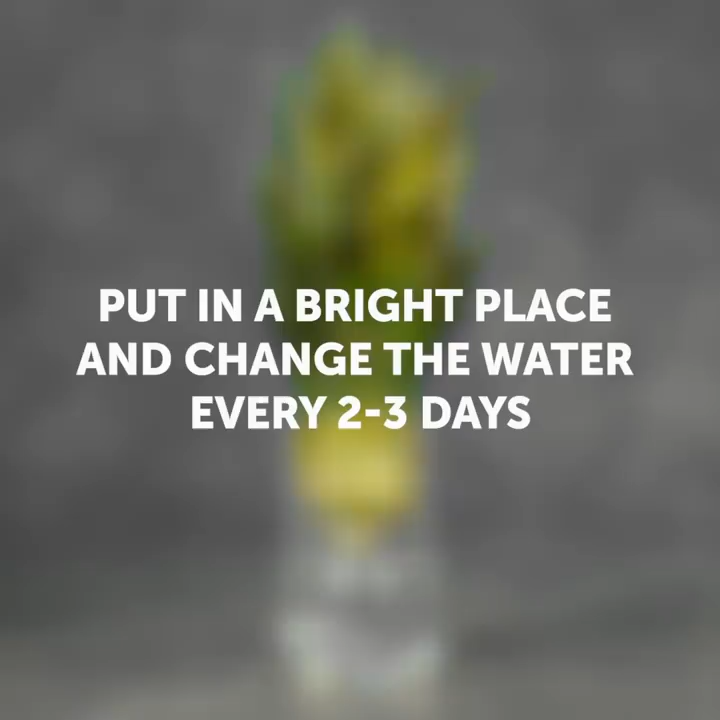 PUT IN A BRIGHT PLACE
AND CHANGE THE WATER
EVERY 2-3 DAYS